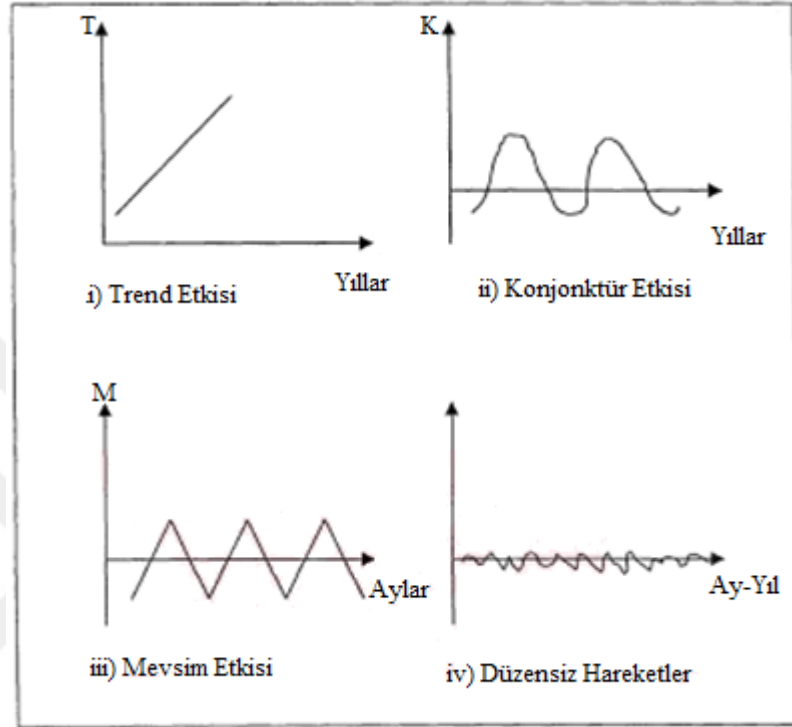 T
K
Yıllar
Yıllar
i) Trend Etkisi
ii) Konjonktür Etkisi
M
Aylar
Ay-Yıl
iii) Mevsim Etkisi
iv) Düzensiz Hareketler